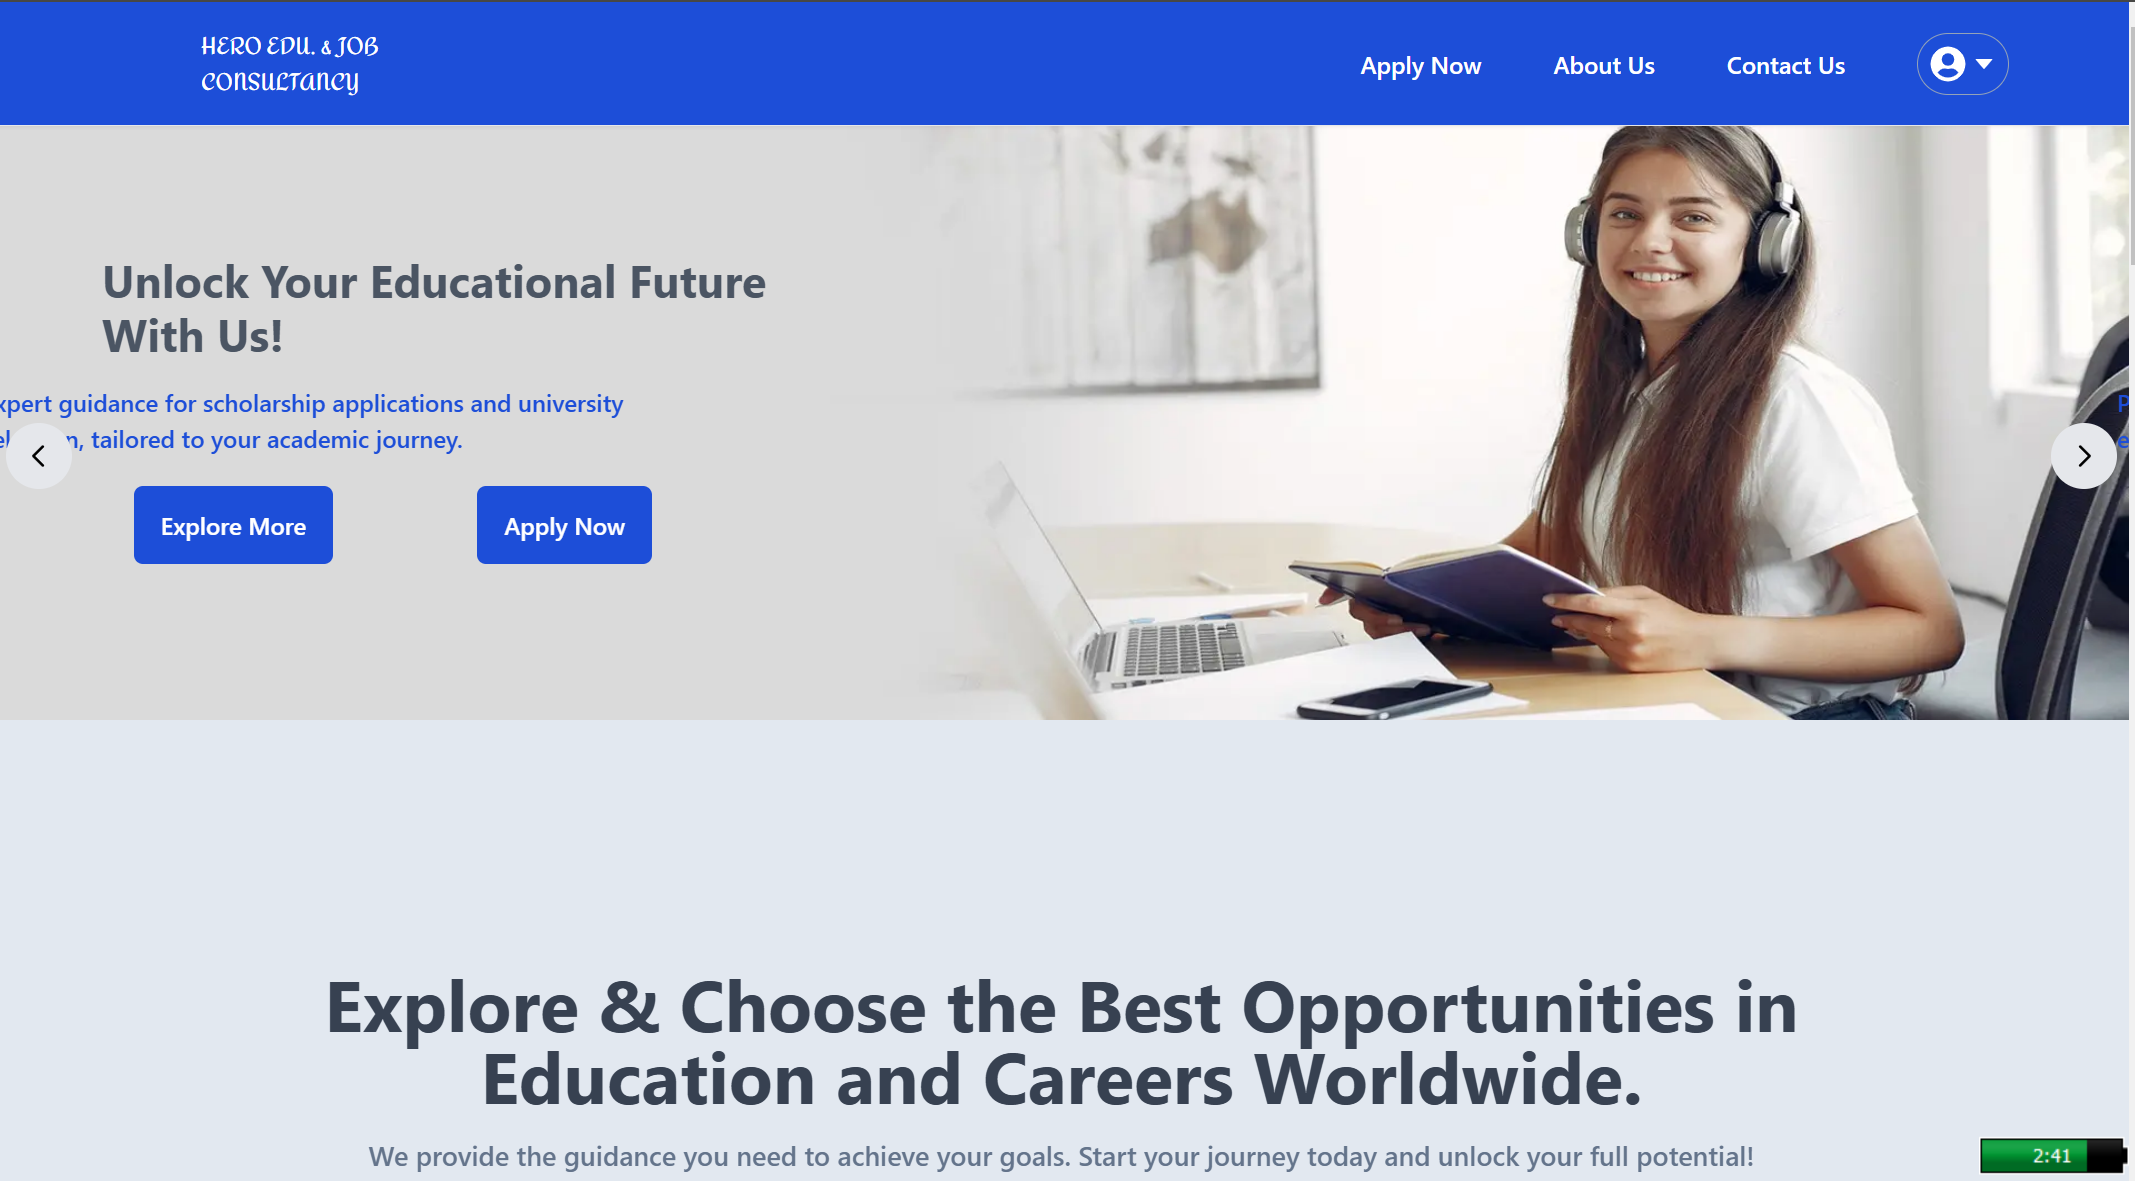 HERO EDU. & JOB
CONSULTANCY
Apply Now
About Us
Contact Us
Unlock Your Educational Future
With Us!
xpert guidance for scholarship applications and university
tailored to your academic journey.
Explore More
Apply Now
Explore & Choose the Best Opportunities in
Education and Careers Worldwide.
We provide the guidance you need to achieve your goals. Start your journey today and unlock your full potential!
2:41